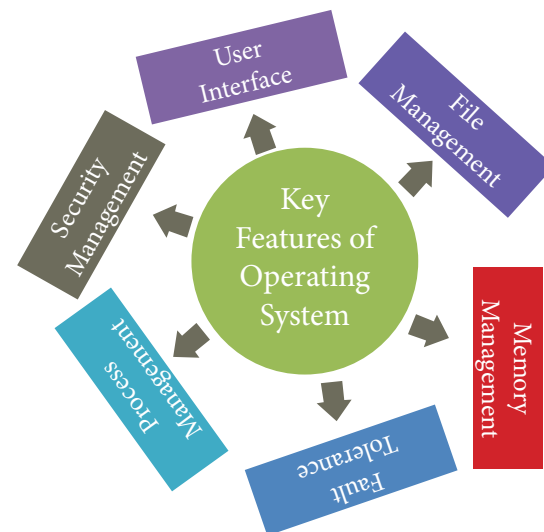 User
Interface
File
Management
Key
Features of
Operating
System
Security
Management
Memory
Management
Process
Management
Fault
Tolerance